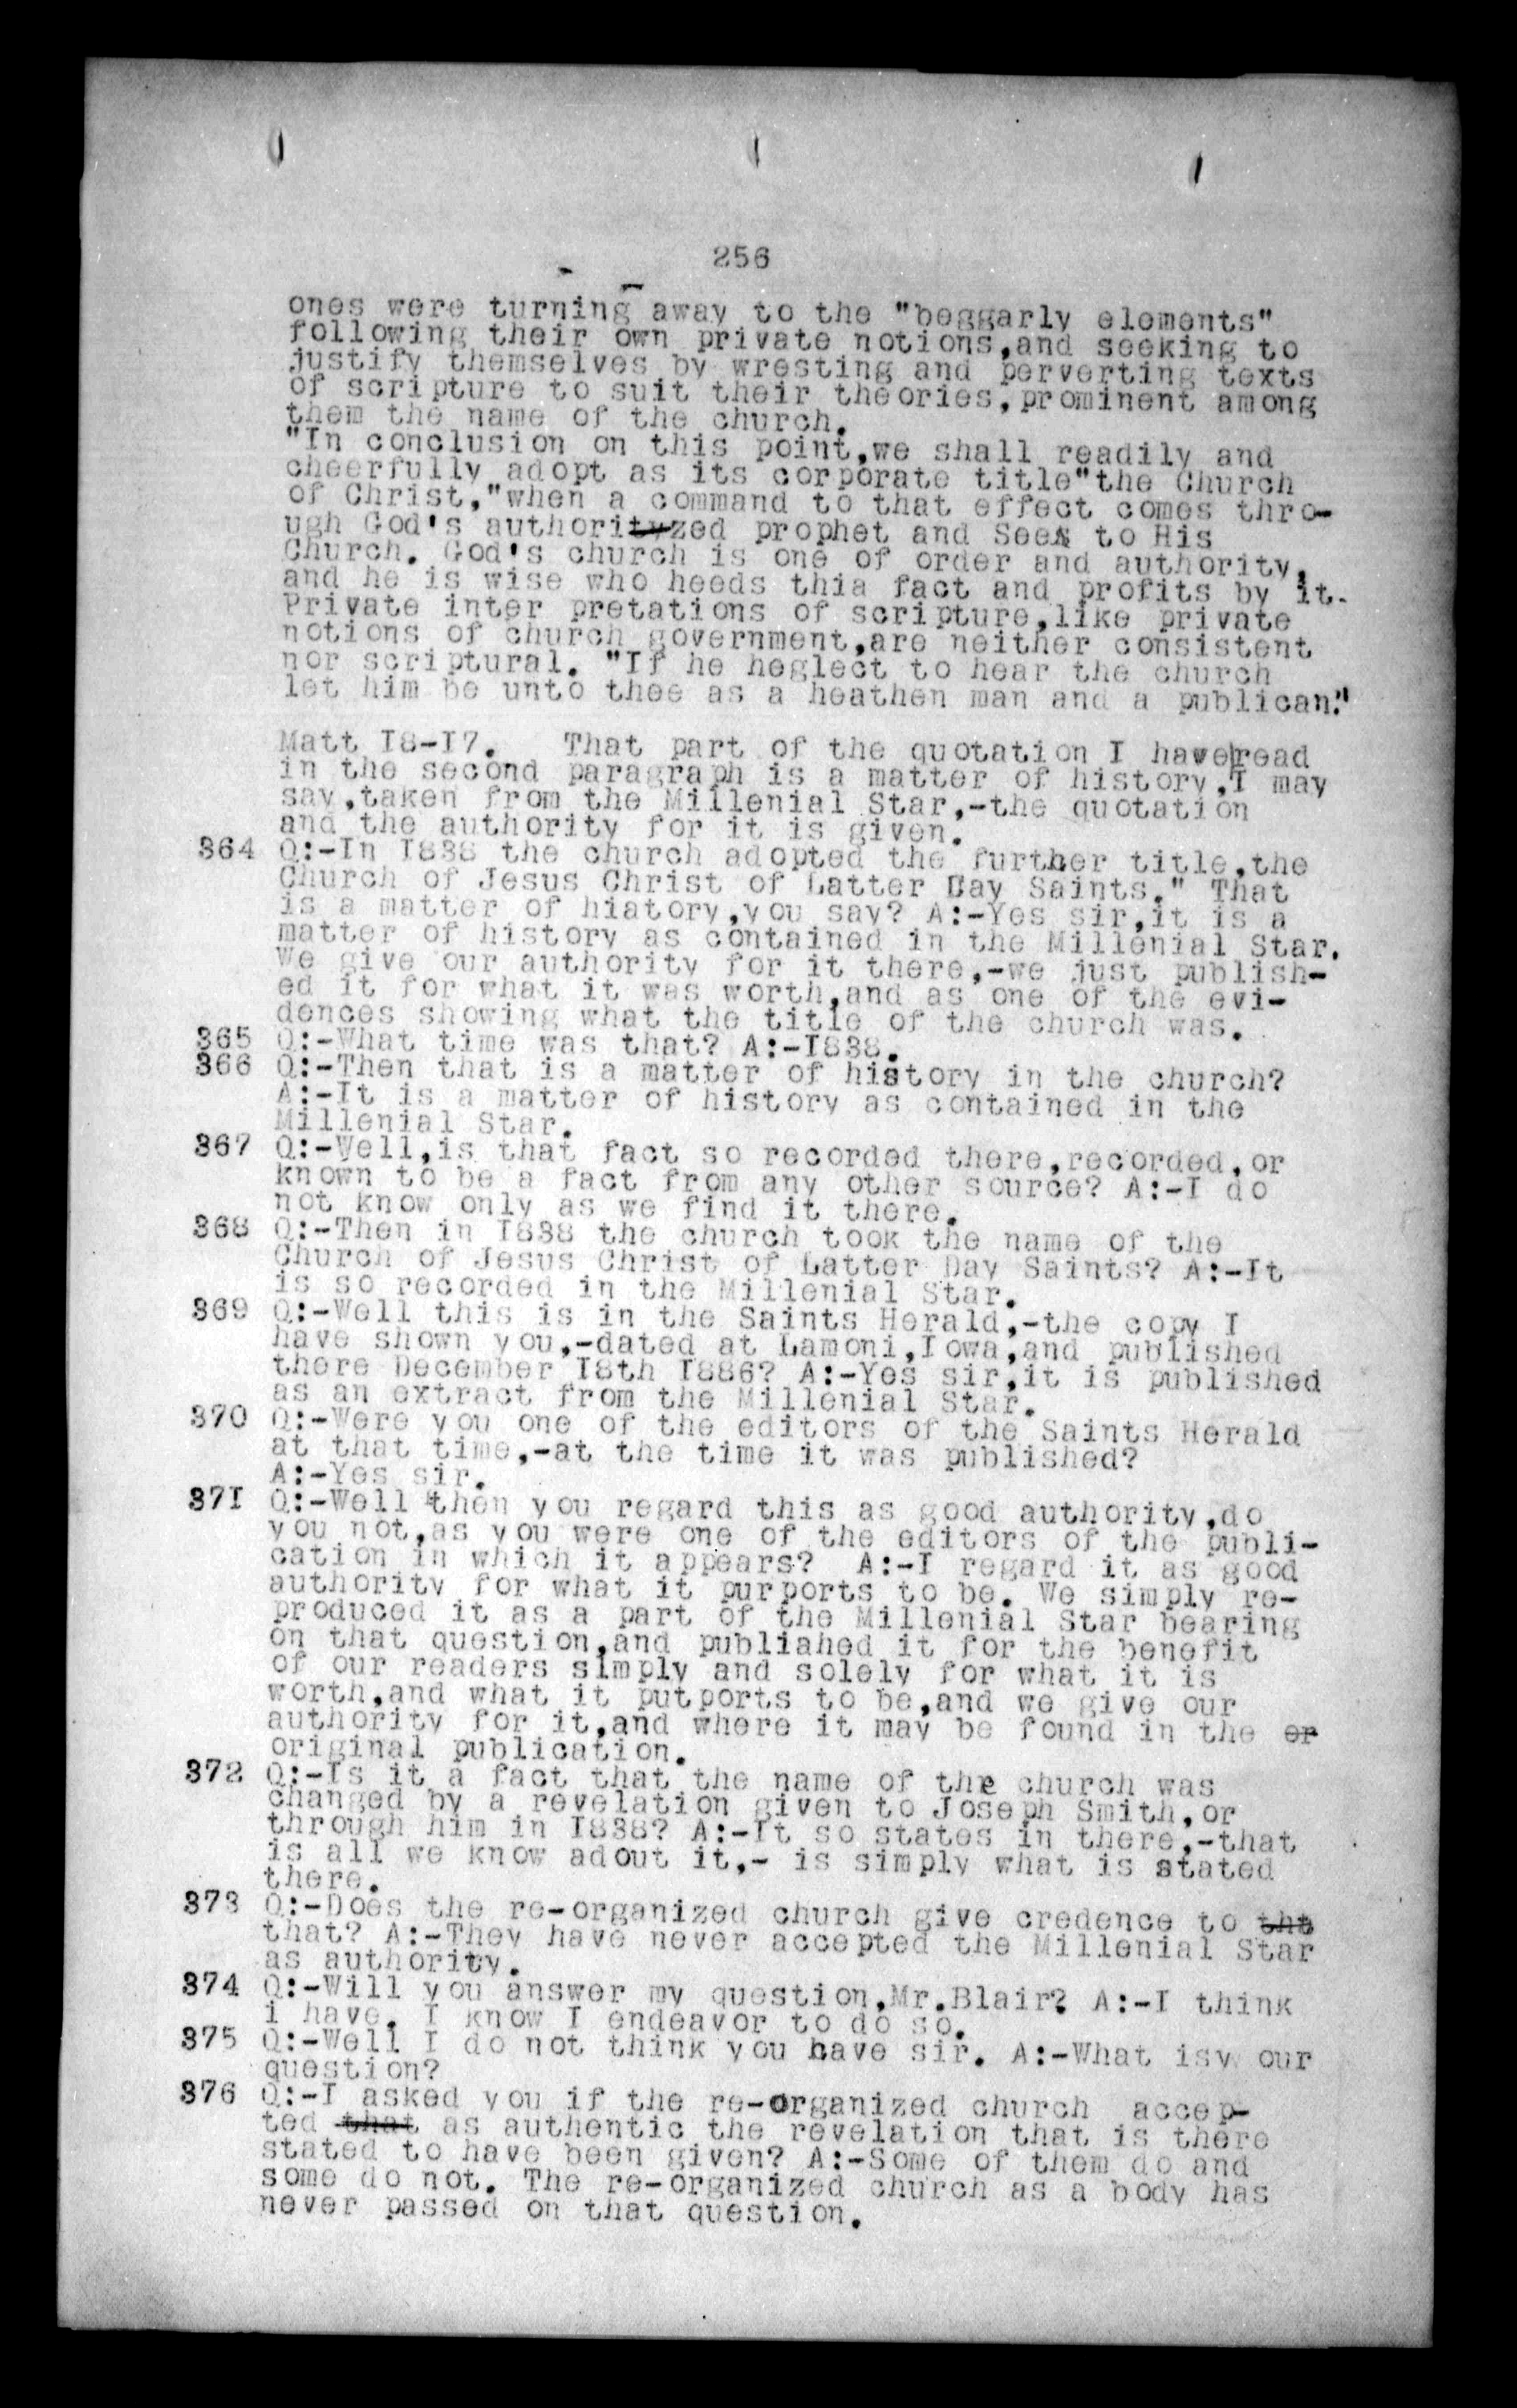 256
ones were turning away to the "beggarly elements"
following their own private notions,and seeking to
justify themselves by wresting and perverting texts
of scripture to suit their theories,prominent among
them the name of the church.
"In conclusion on this point,we shall readily and
cheerfully adopt as its corporate title"the Church
of Christ,"when a command to that effect comes thro-
ugh God's authorityzed prophet and Seer to His
Church. God's church is one of order and authority,
and he is wise who heeds thia fact and profits by it.
Private inter pretations of scripture,like private
notions of church government,are neither consistent
nor scriptural. "If he neglect to hear the church
let him be unto thee as a heathen man and a publican."
Matt I8-I7. That part of the quotation I have read
in the second paragraph is a matter of history,I may
say,taken from the Millenial Star,-the quotation
and the authority for it is given.
364 Q:-In I838 the church adopted the further title,the
Church of Jesus Christ of Latter Day Saints." That
is a matter of hiatory,you say? A:-Yes sir,it is a
matter of history as contained in the Millenial Star.
We give our authority for it there,-we just publish-
ed it for what it was worth,and as one of the evi-
dences showing what the title of the church was.
365 Q:-What time was that? A:-I838.
366 Q:-Then that is a matter of history in the church?
A:-It is a matter of history as contained in the
Millenial Star.
367 Q:-Well,is that fact so recorded there,recorded,or
known to be a fact from any other source? A:-I do
not know only as we find it there.
368 Q:-Then in I838 the church took the name of the
Church of Jesus Christ of Latter Day Saints? A:-It
is so recorded in the Millenial Star.
369 Q:-Well this is in the Saints Herald,-the copy I
have shown you,-dated at Lamoni,Iowa,and published
there December I8th I886? A:-Yes sir,it is published
as an extract from the Millenial Star.
370 Q:-Were you one of the editors of the Saints Herald
at that time,-at the time it was published?
A:-Yes sir.
37I Q:-Well then you regard this as good authority,do
you not,as you were one of the editors of the publi-
cation in which it appears? A:-I regard it as good
authority for what it purports to be. We simply re-
produced it as a part of the Millenial Star bearing
on that question,and publiahed it for the benefit
of our readers simply and solely for what it is
worth,and what it putports to be,and we give our
authority for it,and where it may be found in the or
original publication.
372 Q:-Is it a fact that the name of the church was
changed by a revelation given to Joseph Smith,or
through him in I838? A:-It so states in there,-that
is all we know adout it,- is simply what is stated
there.
373 Q:-Does the re-organized church give credence to tht
that? A:-They have never accepted the Millenial Star
as authority.
374 Q:-Will you answer my question,Mr.Blair? A:-I think
i have. I know I endeavor to do so.
375 Q:-Well I do not think you have sir. A:-What isy our
question?
376 Q:-I asked you if the re-organized church accep-
ted that as authentic the revelation that is there
stated to have been given? A:-Some of them do and
some do not. The re-organized church as a body has
never passed on that question.